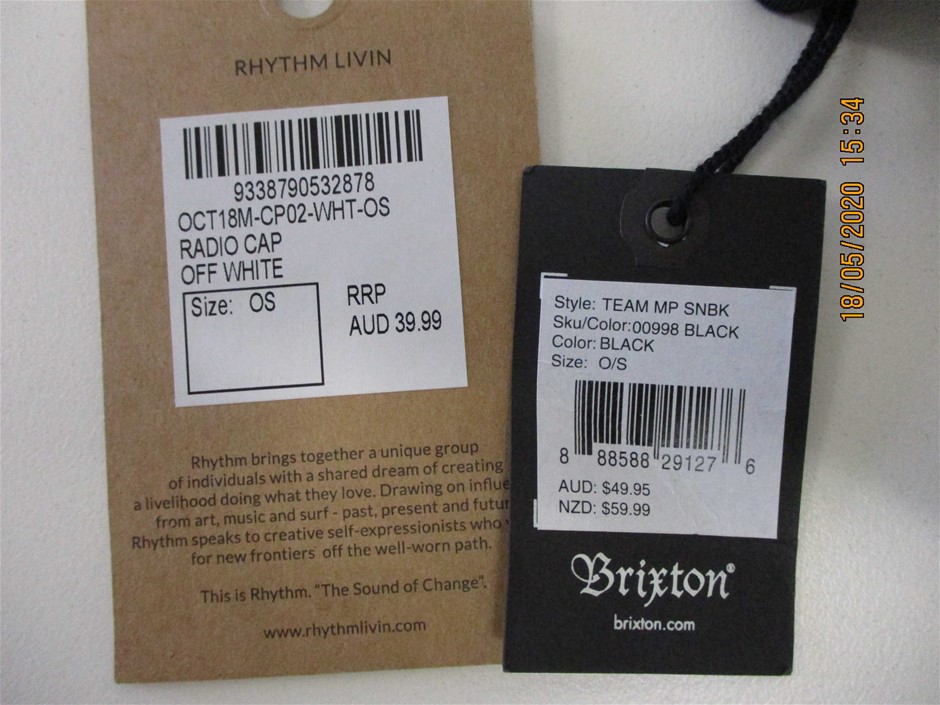 RHYTHM LIVIN
9338790532878
OCT18M-CP02-WHT-OS
RADIO CAP
OFF WHITE
Size: OS
RRP
AUD 39.99
Rhythm brings together a unique group
of individuals with a shared dream of creating
a livelihood doing what they love. Drawing on
from art, music and surf - past, present and
Rhythm speaks to creative self-expressionists who
for new frontiers off the well-worn path.
This is Rhythm. "The Sound of Change".
www.rhythmlivin.com
Style: TEAM MP SNBK
Sku/Color:00998 BLACK
Color: BLACK
Size: O/S
8 88588 29127 6
AUD: $49.95
NZD: $59.99
Brixton®
brixton.com
18/05/2020 15:34